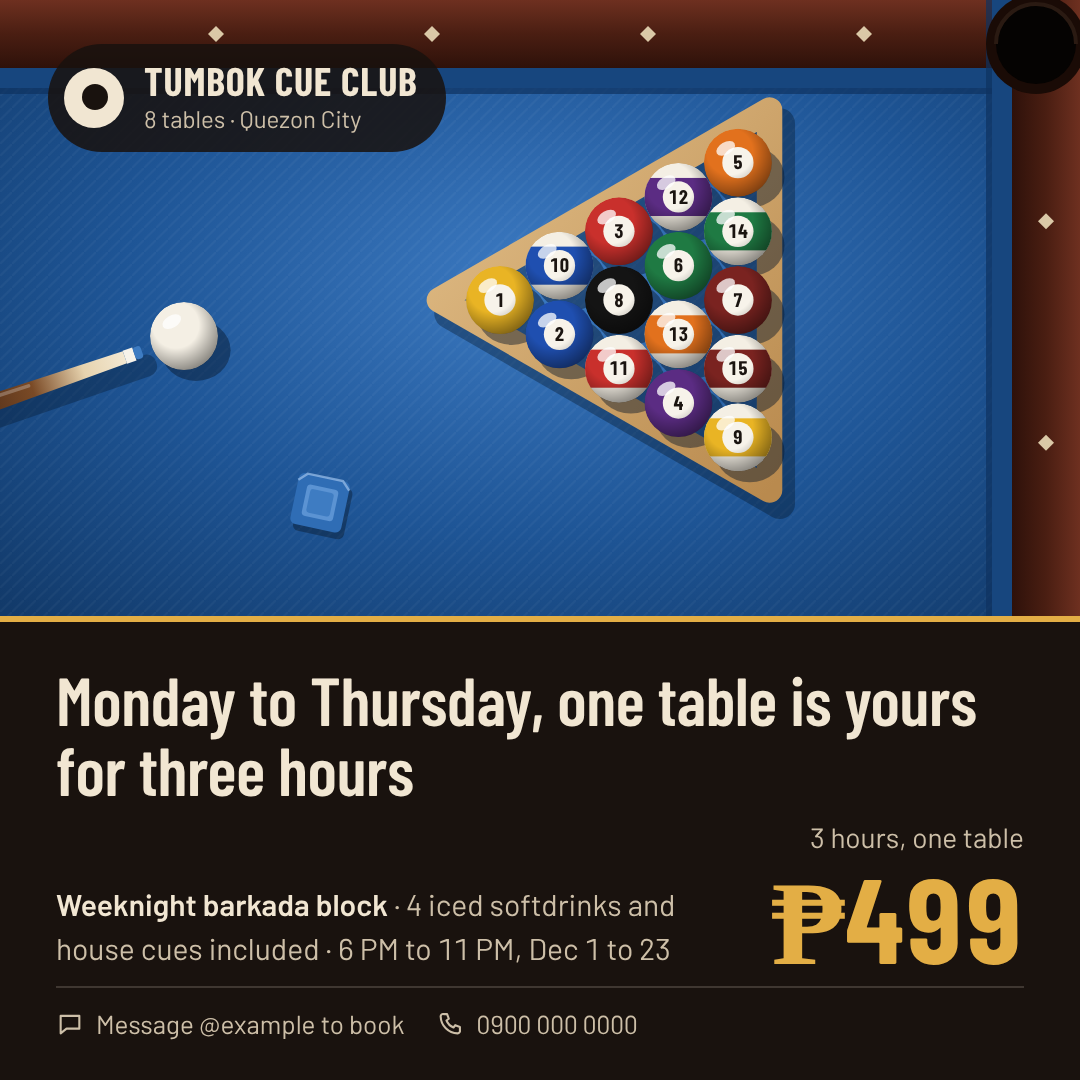 TUMBOK CUE CLUB
8 tables · Quezon City
5
12
3
14
10
6
1
8
7
2
13
11
15
4
9
Monday to Thursday, one table is yours
for three hours
3 hours, one table
₱499
Weeknight barkada block · 4 iced softdrinks and
house cues included · 6 PM to 11 PM, Dec 1 to 23
Message @example to book
0900 000 0000